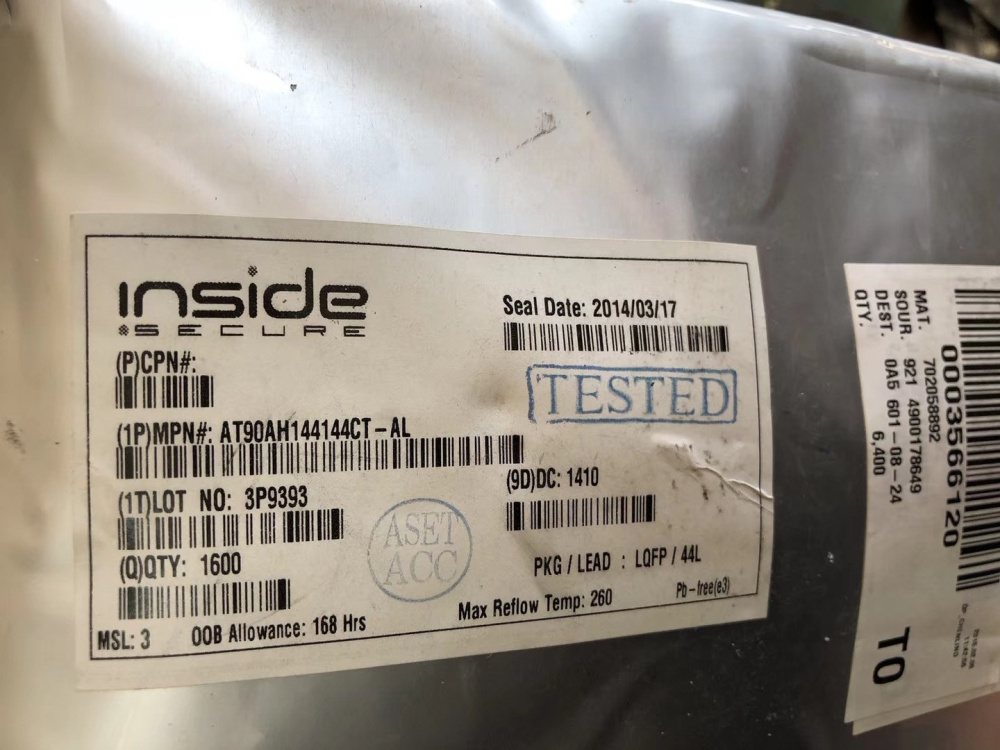 inside
SECURE
Seal Date: 2014/03/17
(P)CPN#:
TESTED
(1P)MPN#: AT90AH144144CT-AL
(1T)LOT NO: 3P9393
(9D)DC: 1410
ASET
ACC
(Q)QTY: 1600
PKG / LEAD : LQFP / 44L
Pb-free(e3)
MSL: 3
OOB Allowance: 168 Hrs
Max Reflow Temp: 260
0003566120
MAT. 702058892
SOUR. 921 4900178649
DEST. 0A5 601-08-24
QTY. 6,400
TO